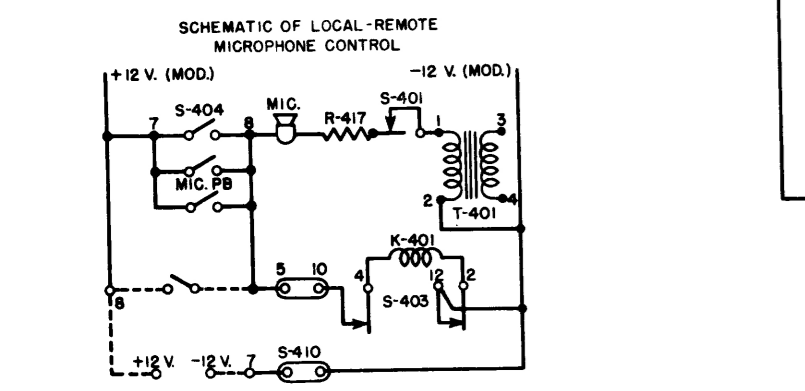 SCHEMATIC OF LOCAL-REMOTE
MICROPHONE CONTROL
+12 V. (MOD.) -12 V. (MOD.)
S-404 MIC. S-401
7 8 R-417 1 3
MIC. PB
2 4
T-401
K-401
5 10 4 12 2
8 S-403
+12 V. -12 V. 7 S-410